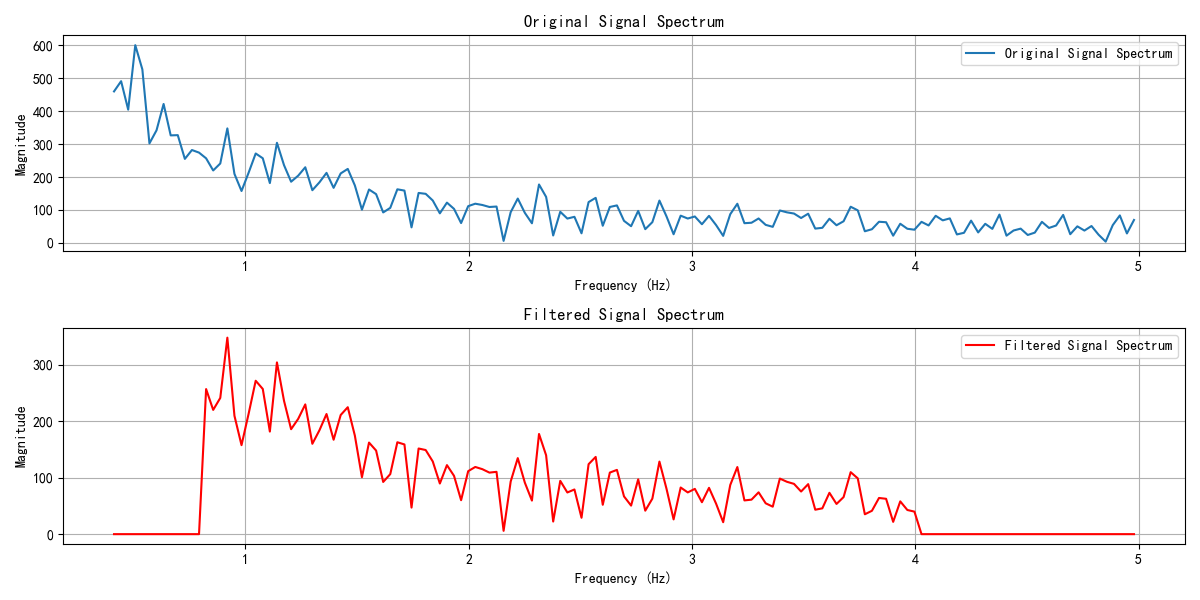 Original Signal Spectrum
Original Signal Spectrum
600
500
400
300
200
100
0
Magnitude
1 2 3 4 5
Frequency (Hz)
Filtered Signal Spectrum
Filtered Signal Spectrum
300
200
100
0
Magnitude
1 2 3 4 5
Frequency (Hz)